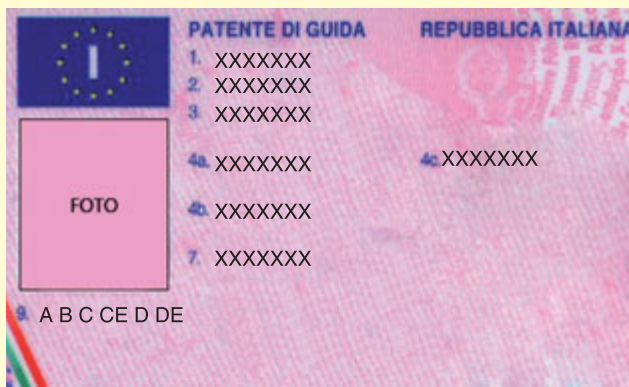 I
PATENTE DI GUIDA REPUBBLICA ITALIANA
1. XXXXXXX
2. XXXXXXX
3. XXXXXXX
4a. XXXXXXX 4c. XXXXXXX
4b. XXXXXXX
FOTO
7. XXXXXXX
9. A B C CE D DE